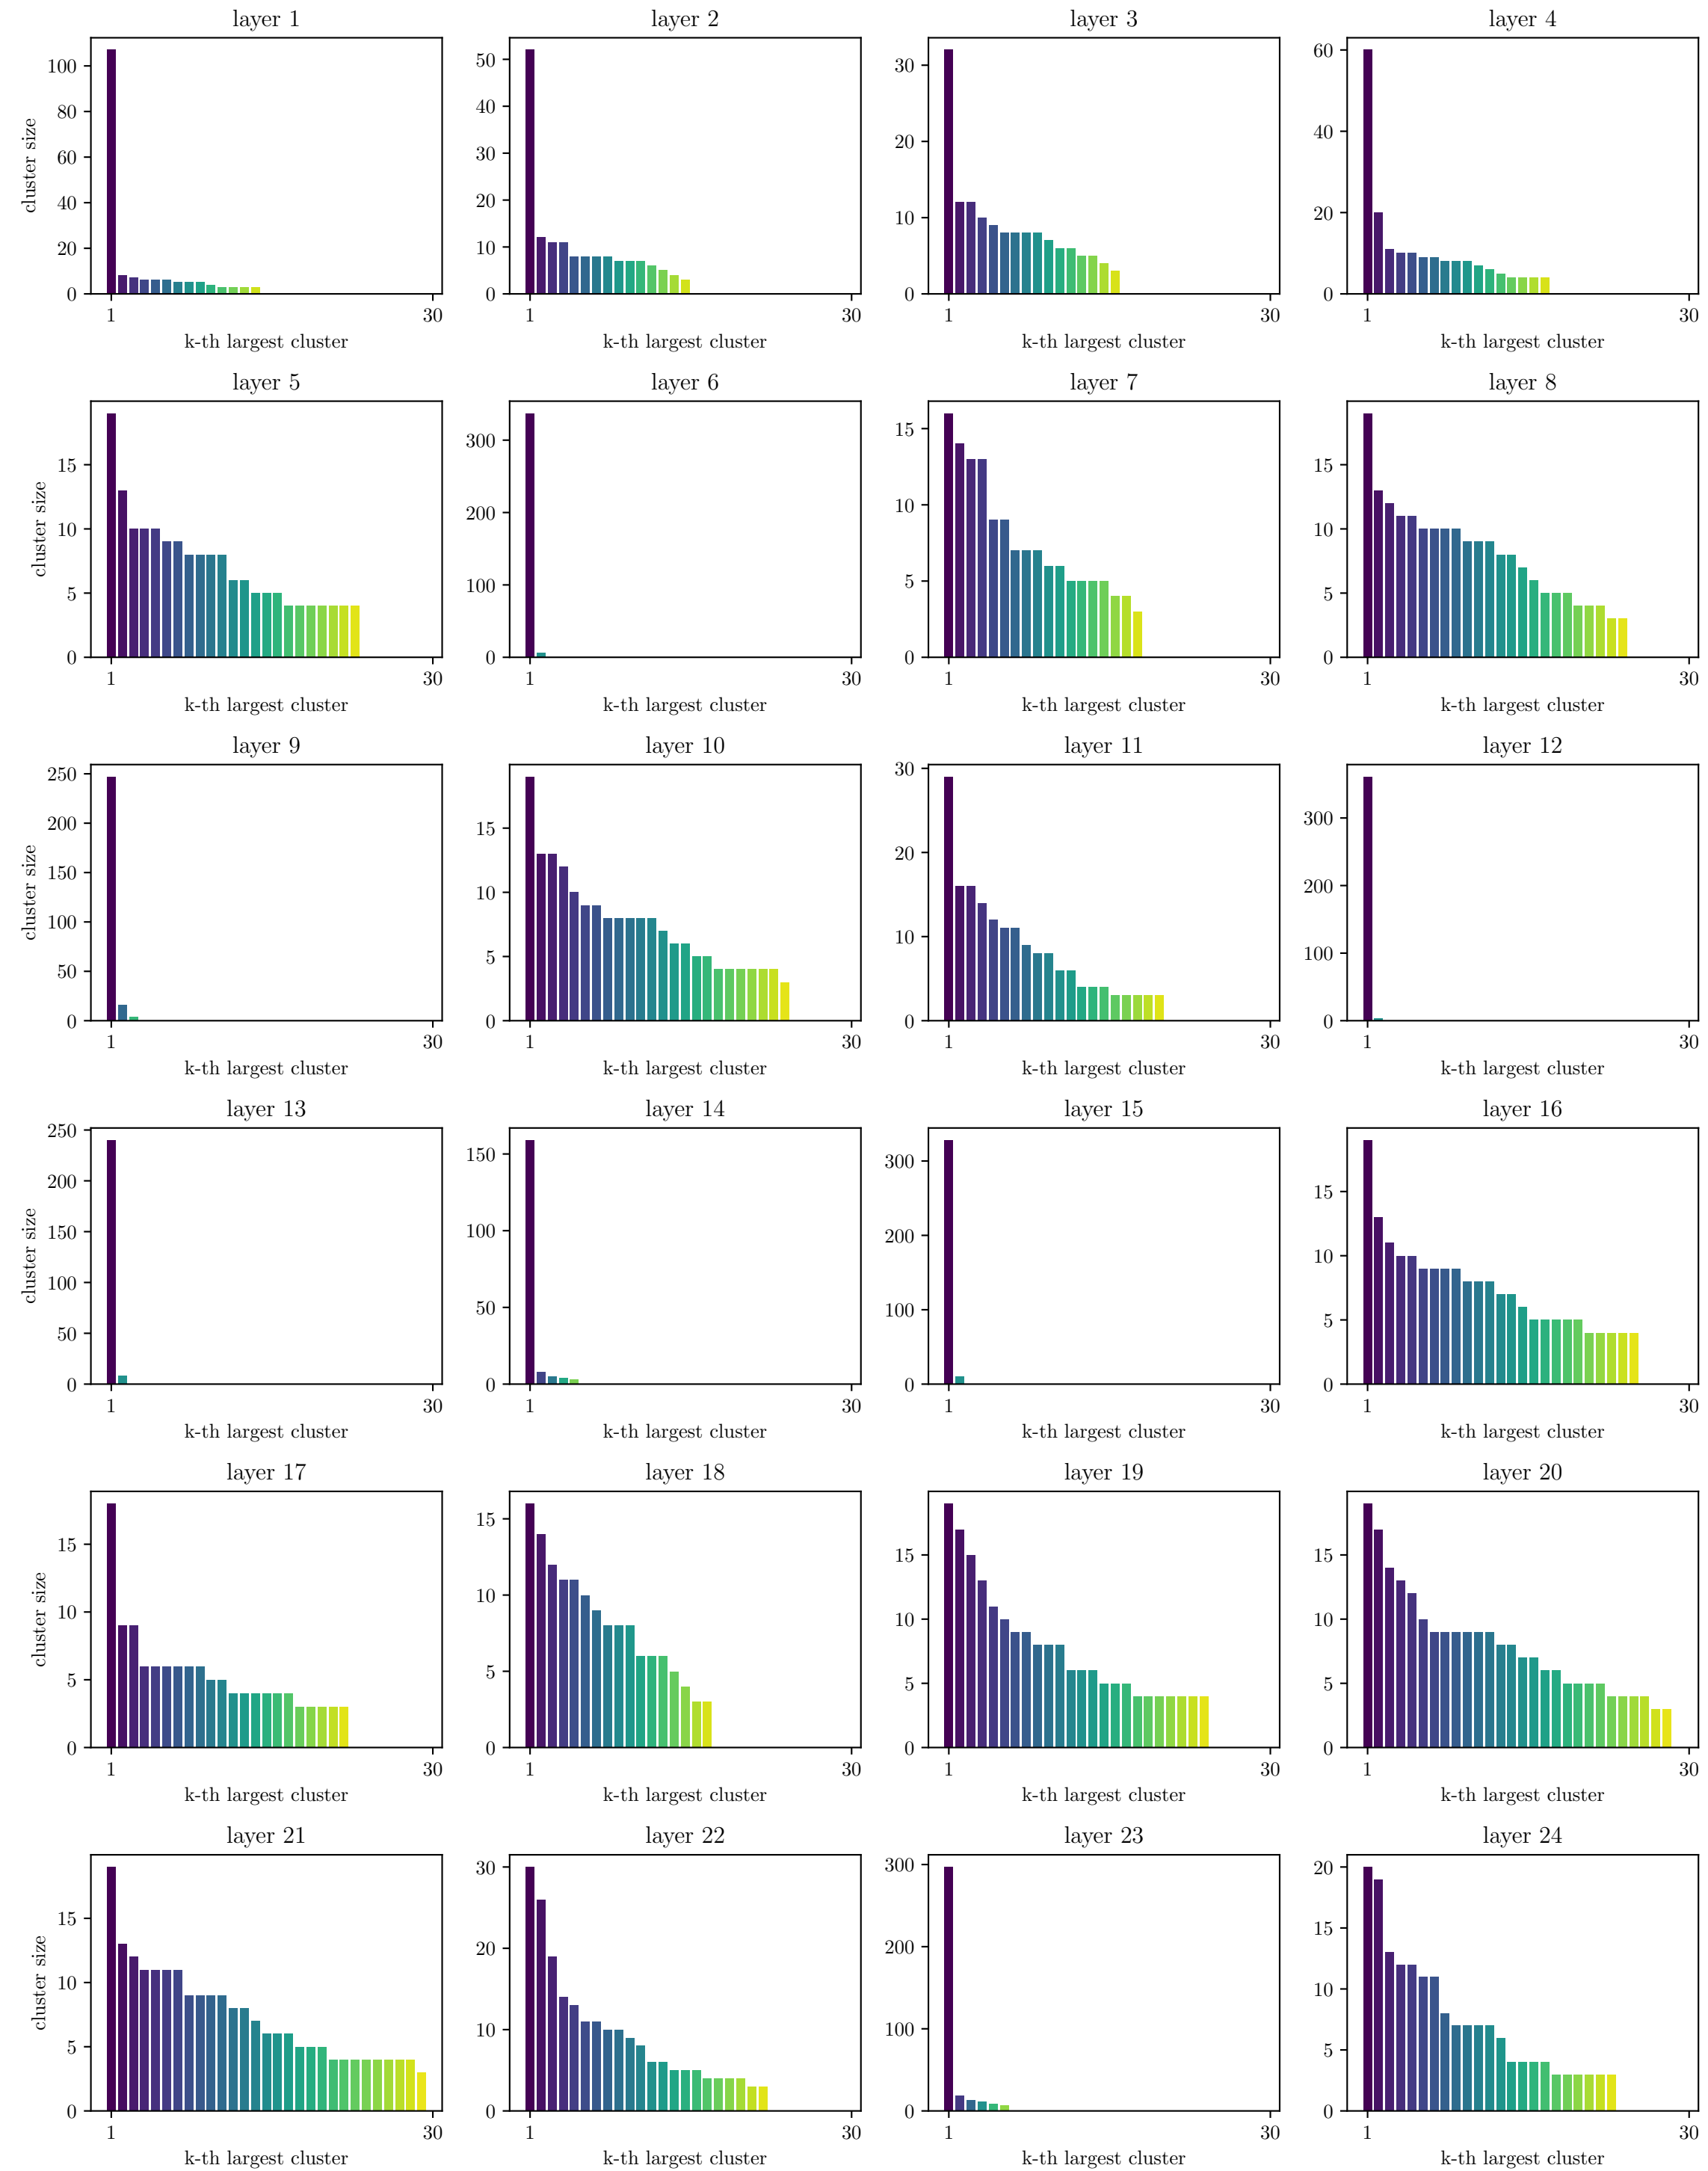 layer 1
cluster size
100
80
60
40
20
0
1
30
k-th largest cluster
layer 2
50
40
30
20
10
0
1
30
k-th largest cluster
layer 3
30
20
10
0
1
30
k-th largest cluster
layer 4
60
40
20
0
1
30
k-th largest cluster
layer 5
cluster size
15
10
5
0
1
30
k-th largest cluster
layer 6
300
200
100
0
1
30
k-th largest cluster
layer 7
15
10
5
0
1
30
k-th largest cluster
layer 8
15
10
5
0
1
30
k-th largest cluster
layer 9
cluster size
250
200
150
100
50
0
1
30
k-th largest cluster
layer 10
15
10
5
0
1
30
k-th largest cluster
layer 11
30
20
10
0
1
30
k-th largest cluster
layer 12
300
200
100
0
1
30
k-th largest cluster
layer 13
cluster size
250
200
150
100
50
0
1
30
k-th largest cluster
layer 14
150
100
50
0
1
30
k-th largest cluster
layer 15
300
200
100
0
1
30
k-th largest cluster
layer 16
15
10
5
0
1
30
k-th largest cluster
layer 17
cluster size
15
10
5
0
1
30
k-th largest cluster
layer 18
15
10
5
0
1
30
k-th largest cluster
layer 19
15
10
5
0
1
30
k-th largest cluster
layer 20
15
10
5
0
1
30
k-th largest cluster
layer 21
cluster size
15
10
5
0
1
30
k-th largest cluster
layer 22
30
20
10
0
1
30
k-th largest cluster
layer 23
300
200
100
0
1
30
k-th largest cluster
layer 24
20
15
10
5
0
1
30
k-th largest cluster